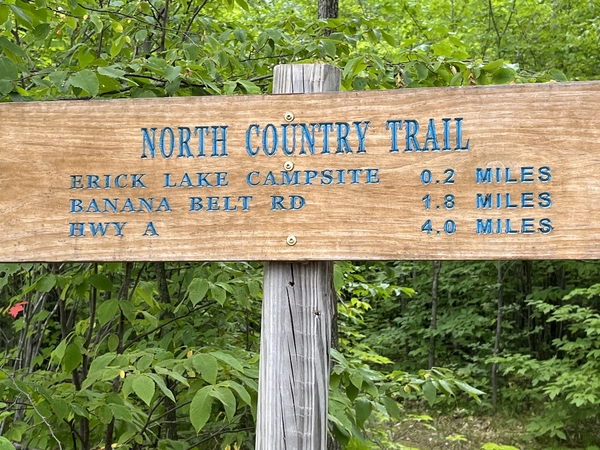 NORTH COUNTRY TRAIL
ERICK LAKE CAMPSITE 0.2 MILES
BANANA BELT RD 1.8 MILES
HWY A 4.0 MILES